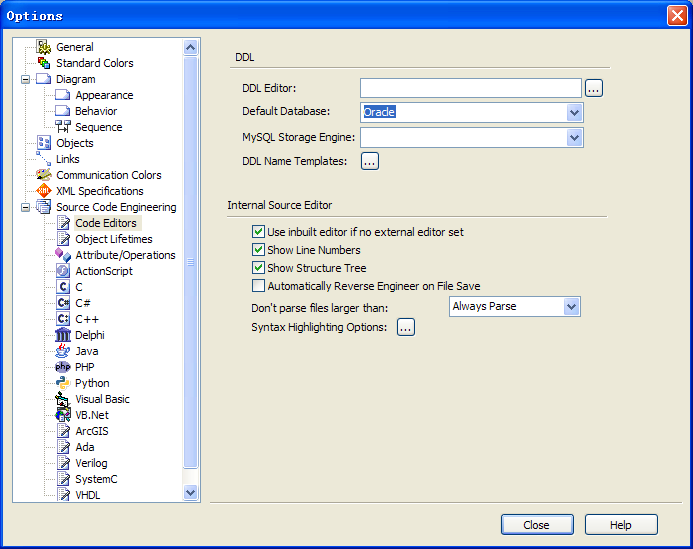 Options
General
Standard Colors
Diagram
Appearance
Behavior
Sequence
Objects
Links
Communication Colors
XML Specifications
Source Code Engineering
Code Editors
Object Lifetimes
Attribute/Operations
ActionScript
C
C#
C++
Delphi
Java
PHP
Python
Visual Basic
VB.Net
ArcGIS
Ada
Verilog
SystemC
VHDL
DDL
DDL Editor:
...
Default Database:
Oracle
MySQL Storage Engine:
DDL Name Templates:
...
Internal Source Editor
Use inbuilt editor if no external editor set
Show Line Numbers
Show Structure Tree
Automatically Reverse Engineer on File Save
Don't parse files larger than:
Always Parse
Syntax Highlighting Options:
...
Close
Help